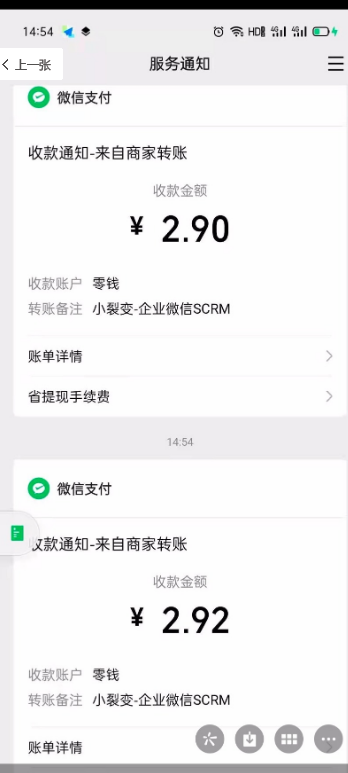 14:54 HD 4G 4G
上一张 服务通知
微信支付
收款通知-来自商家转账
收款金额
¥ 2.90
收款账户 零钱
转账备注 小裂变-企业微信SCRM
账单详情
省提现手续费
14:54
微信支付
收款通知-来自商家转账
收款金额
¥ 2.92
收款账户 零钱
转账备注 小裂变-企业微信SCRM
账单详情